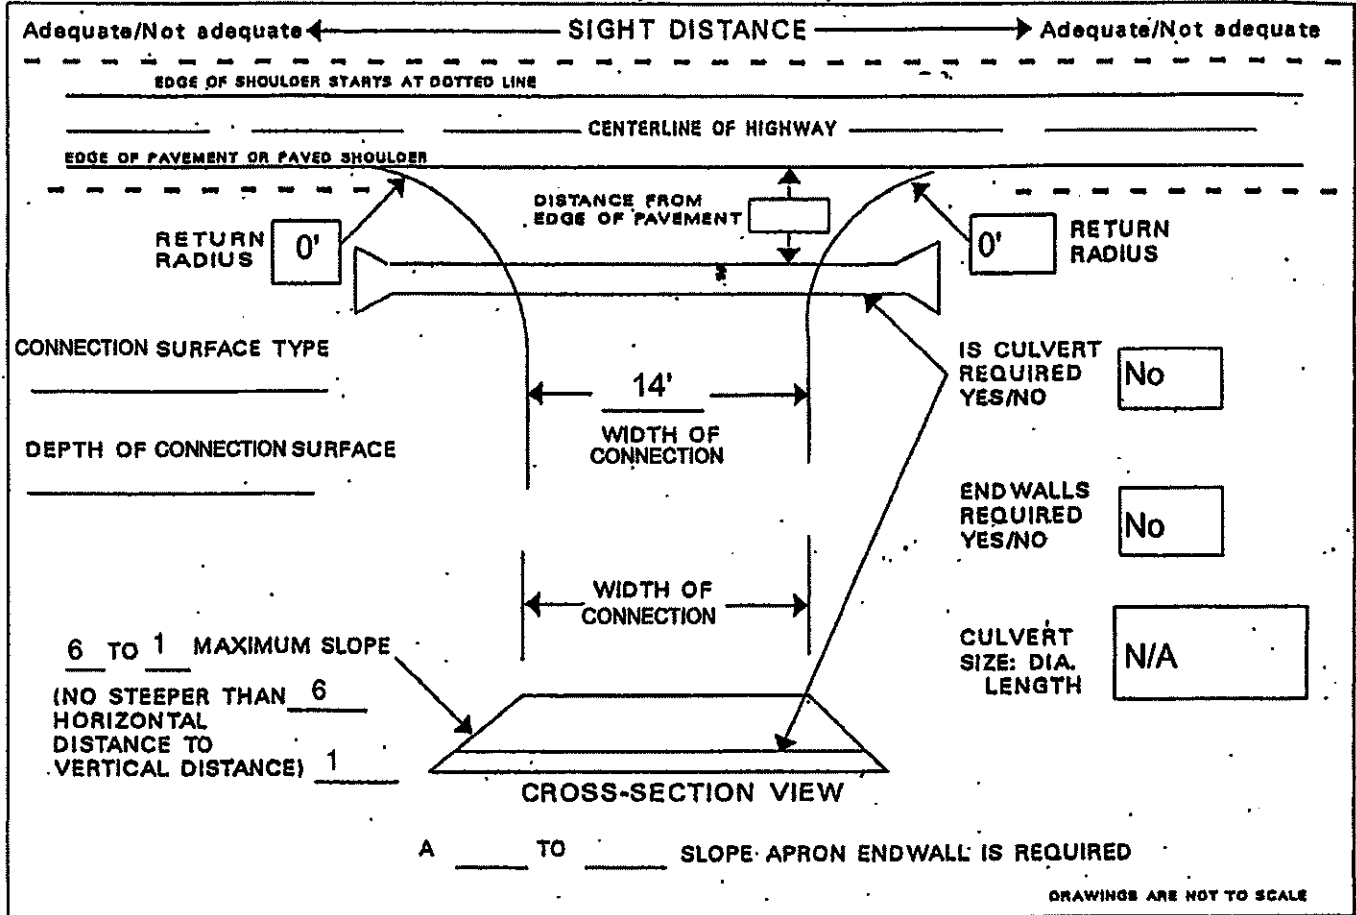 Adequate/Not adequate SIGHT DISTANCE Adequate/Not adequate
EDGE OF SHOULDER STARTS AT DOTTED LINE
CENTERLINE OF HIGHWAY
EDGE OF PAVEMENT OR PAVED SHOULDER
DISTANCE FROM
EDGE OF PAVEMENT
RETURN
RADIUS
0'
0'
RETURN
RADIUS
CONNECTION SURFACE TYPE
14'
WIDTH OF
CONNECTION
IS CULVERT
REQUIRED
YES/NO
No
DEPTH OF CONNECTION SURFACE
ENDWALLS
REQUIRED
YES/NO
No
WIDTH OF
CONNECTION
6 TO 1 MAXIMUM SLOPE
(NO STEEPER THAN 6
HORIZONTAL
DISTANCE TO
VERTICAL DISTANCE) 1
CULVERT
SIZE: DIA.
LENGTH
N/A
CROSS-SECTION VIEW
A TO SLOPE APRON ENDWALL IS REQUIRED
DRAWINGS ARE NOT TO SCALE